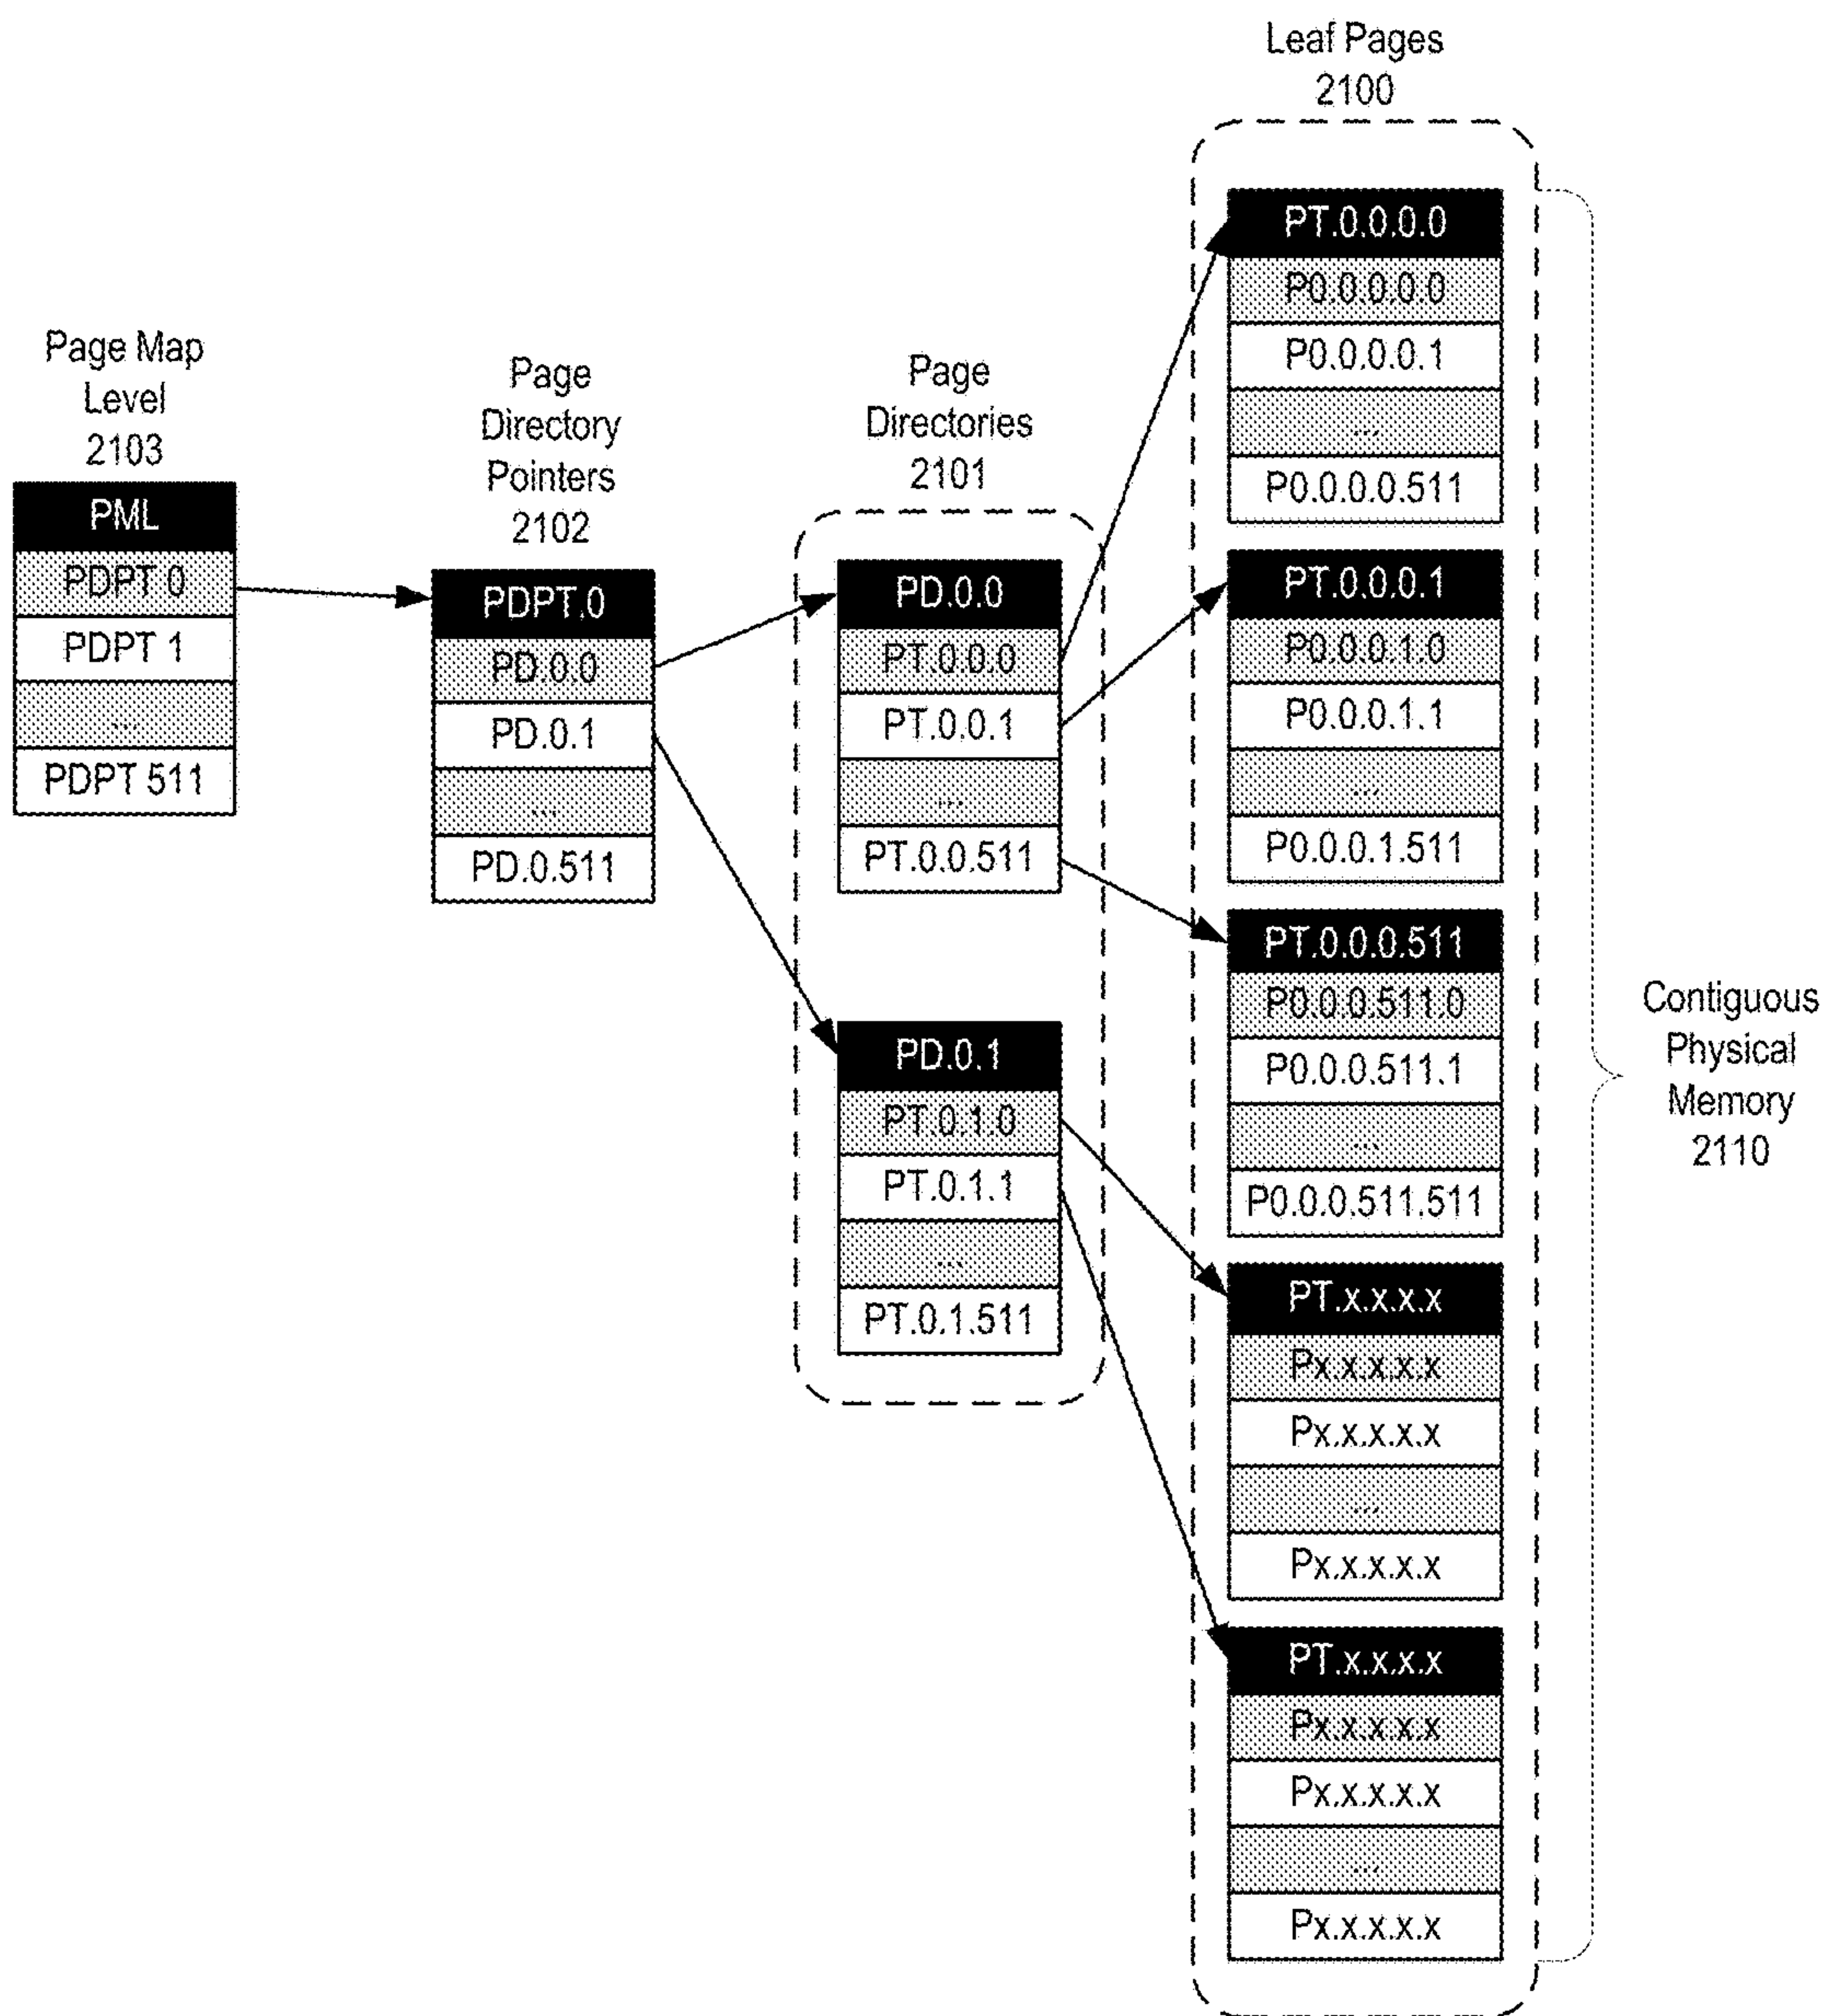 Leaf Pages
2100
Page Map
Level
2103
PML
PDPT 0
PDPT 1
...
PDPT 511
Page
Directory
Pointers
2102
PDPT.0
PD.0.0
PD.0.1
...
PD.0.511
Page
Directories
2101
PD.0.0
PT.0.0.0
PT.0.0.1
...
PT.0.0.511
PD.0.1
PT.0.1.0
PT.0.1.1
...
PT.0.1.511
PT.0.0.0.0
P0.0.0.0.0
P0.0.0.0.1
...
P0.0.0.0.511
PT.0.0.0.1
P0.0.0.1.0
P0.0.0.1.1
...
P0.0.0.1.511
PT.0.0.0.511
P0.0.0.511.0
P0.0.0.511.1
...
P0.0.0.511.511
PT.x.x.x.x
Px.x.x.x.x
Px.x.x.x.x
...
Px.x.x.x.x
PT.x.x.x.x
Px.x.x.x.x
Px.x.x.x.x
...
Px.x.x.x.x
Contiguous
Physical
Memory
2110